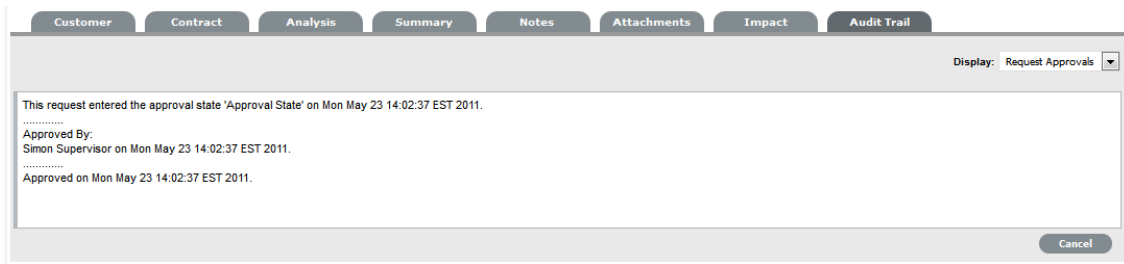 Customer Contract Analysis Summary Notes Attachments Impact Audit Trail
Display: Request Approvals
This request entered the approval state 'Approval State' on Mon May 23 14:02:37 EST 2011.
.............
Approved By:
Simon Supervisor on Mon May 23 14:02:37 EST 2011.
.............
Approved on Mon May 23 14:02:37 EST 2011.
Cancel